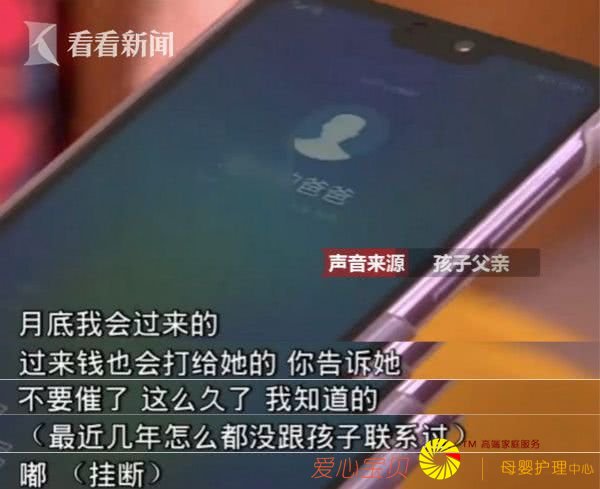 看看新闻
爸爸
声音来源 孩子父亲
月底我会过来的
过来钱也会打给她的 你告诉她
不要催了 这么久了 我知道的
（最近几年怎么都没跟孩子联系过）
嘟 （挂断）
爱心宝贝 TM 高端家庭服务
母婴护理中心